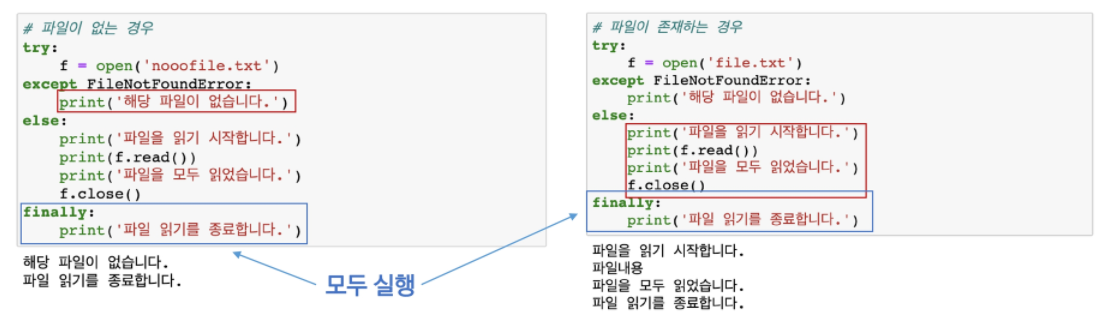 # 파일이 없는 경우
try:
    f = open('nooofile.txt')
except FileNotFoundError:
    print('해당 파일이 없습니다.')
else:
    print('파일을 읽기 시작합니다.')
    print(f.read())
    print('파일을 모두 읽었습니다.')
    f.close()
finally:
    print('파일 읽기를 종료합니다.')
해당 파일이 없습니다.
파일 읽기를 종료합니다.
모두 실행
# 파일이 존재하는 경우
try:
    f = open('file.txt')
except FileNotFoundError:
    print('해당 파일이 없습니다.')
else:
    print('파일을 읽기 시작합니다.')
    print(f.read())
    print('파일을 모두 읽었습니다.')
    f.close()
finally:
    print('파일 읽기를 종료합니다.')
파일을 읽기 시작합니다.
파일내용
파일을 모두 읽었습니다.
파일 읽기를 종료합니다.